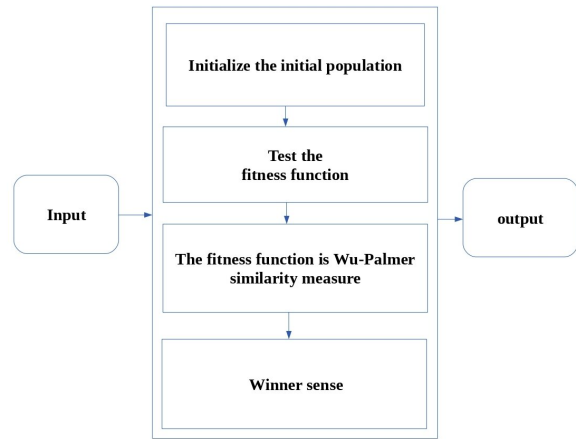 Input
Initialize the initial population
Test the
fitness function
The fitness function is Wu-Palmer
similarity measure
Winner sense
output